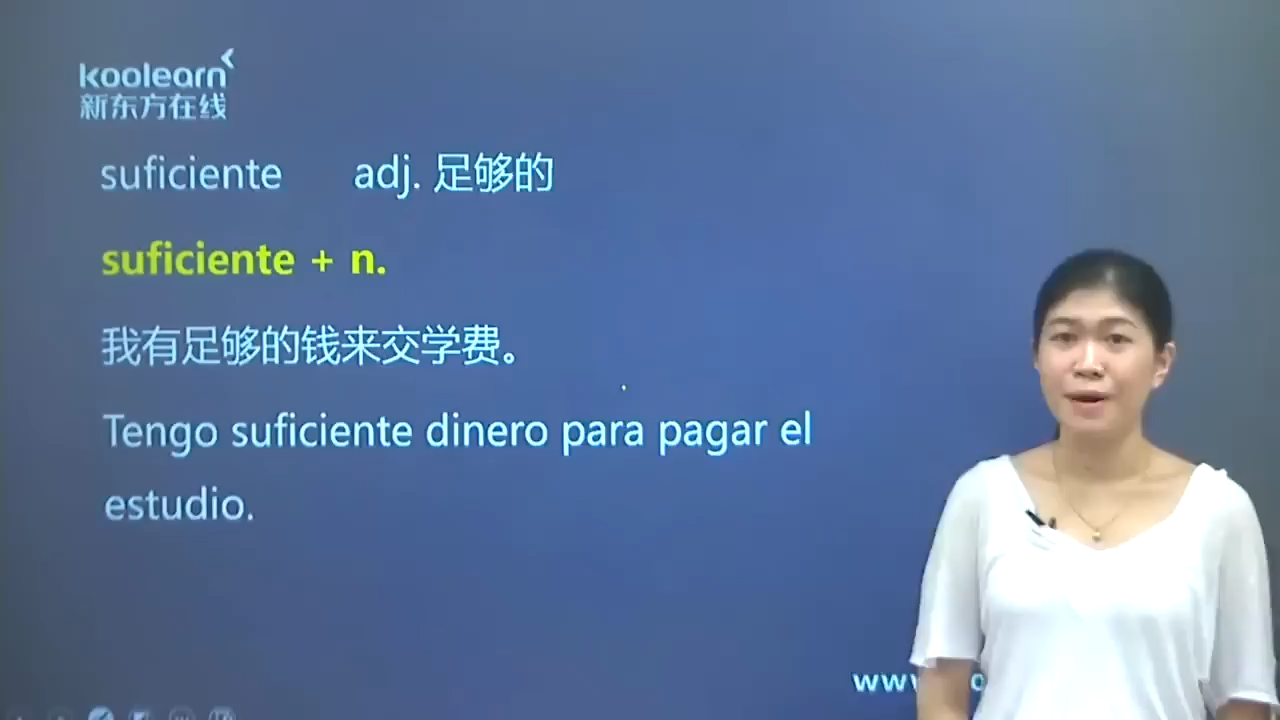 koolearn
新东方在线
suficiente adj. 足够的
suficiente + n.
我有足够的钱来交学费。
Tengo suficiente dinero para pagar el
estudio.